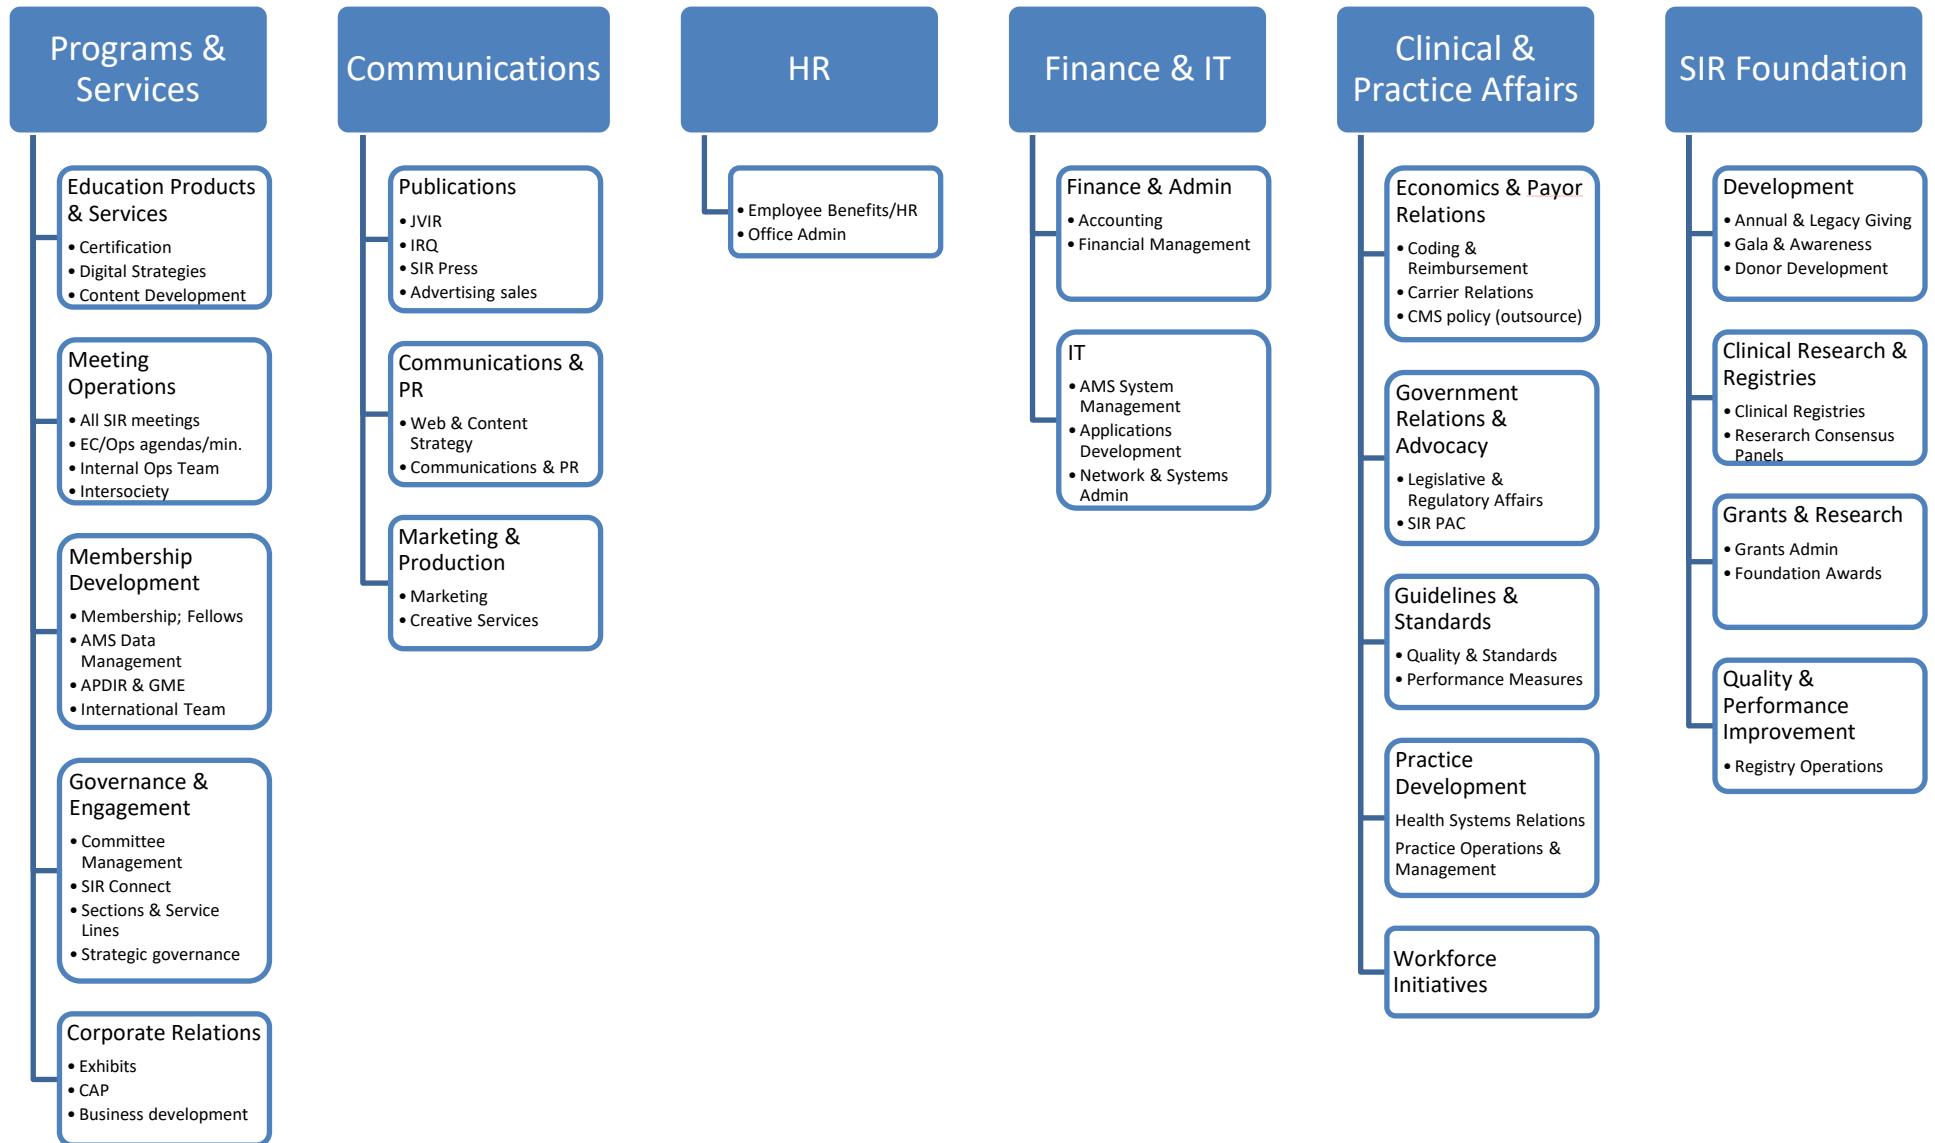 Programs &
Services
Education Products
& Services
• Certification
• Digital Strategies
• Content Development
Meeting
Operations
• All SIR meetings
• EC/Ops agendas/min.
• Internal Ops Team
• Intersociety
Membership
Development
• Membership; Fellows
• AMS Data
Management
• APDIR & GME
• International Team
Governance &
Engagement
• Committee
Management
• SIR Connect
• Sections & Service
Lines
• Strategic governance
Corporate Relations
• Exhibits
• CAP
• Business development
Communications
Publications
• JVIR
• IRQ
• SIR Press
• Advertising sales
Communications &
PR
• Web & Content
Strategy
• Communications & PR
Marketing &
Production
• Marketing
• Creative Services
HR
• Employee Benefits/HR
• Office Admin
Finance & IT
Finance & Admin
• Accounting
• Financial Management
IT
• AMS System
Management
• Applications
Development
• Network & Systems
Admin
Clinical &
Practice Affairs
Economics & Payor
Relations
• Coding &
Reimbursement
• Carrier Relations
• CMS policy (outsource)
Government
Relations &
Advocacy
• Legislative &
Regulatory Affairs
• SIR PAC
Guidelines &
Standards
• Quality & Standards
• Performance Measures
Practice
Development
Health Systems Relations
Practice Operations &
Management
Workforce
Initiatives
SIR Foundation
Development
• Annual & Legacy Giving
• Gala & Awareness
• Donor Development
Clinical Research &
Registries
• Clinical Registries
• Reserarch Consensus
Panels
Grants & Research
• Grants Admin
• Foundation Awards
Quality &
Performance
Improvement
• Registry Operations